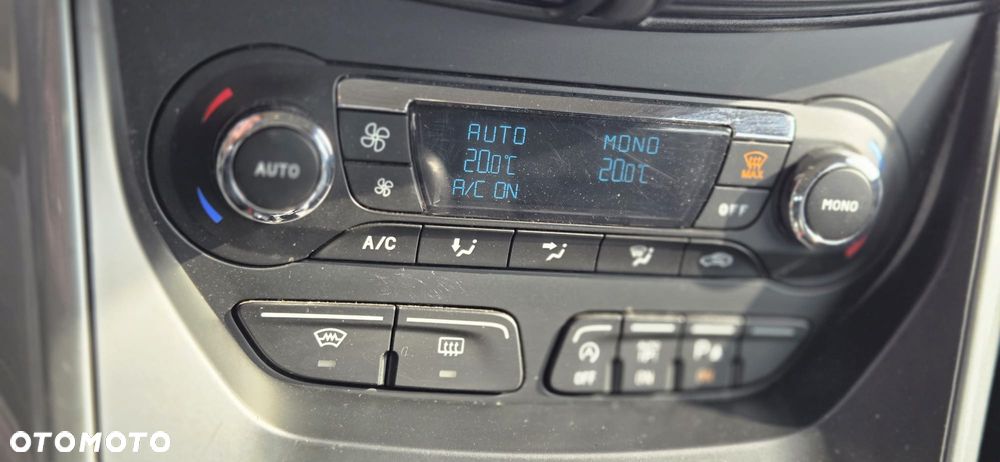 AUTO MONO
20.0°C 20.0°C
A/C ON
AUTO
MAX
OFF
MONO
A/C
OFF
OTOMOTO